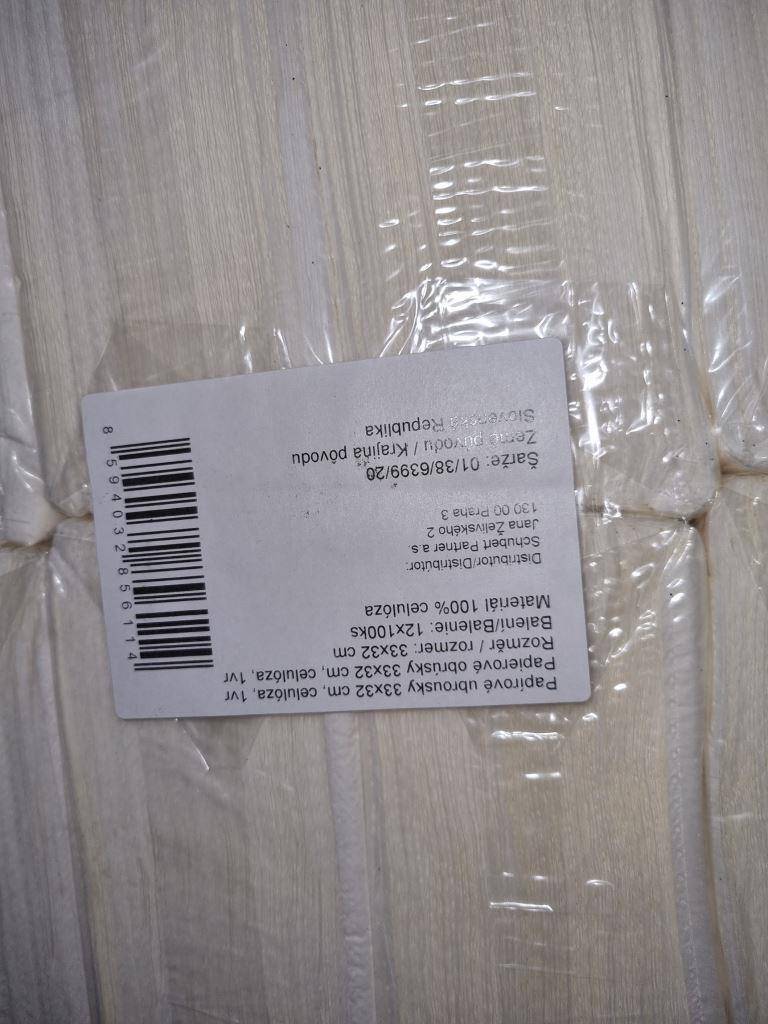 Papírové ubrousky 33x32 cm, celulóza, 1vr
Papierové obrúsky 33x32 cm, celulóza, 1vr
Rozměr / rozmer: 33x32 cm
Balení/Balenie: 12x100ks
Materiál 100% celulóza
Distributor/Distribútor:
Schubert Partner a.s.
Jana Želivského 2
130 00 Praha 3
Šarže: 01/38/6399/20
Země původu / Krajina pôvodu
Slovenská Republika
8 594032 856114